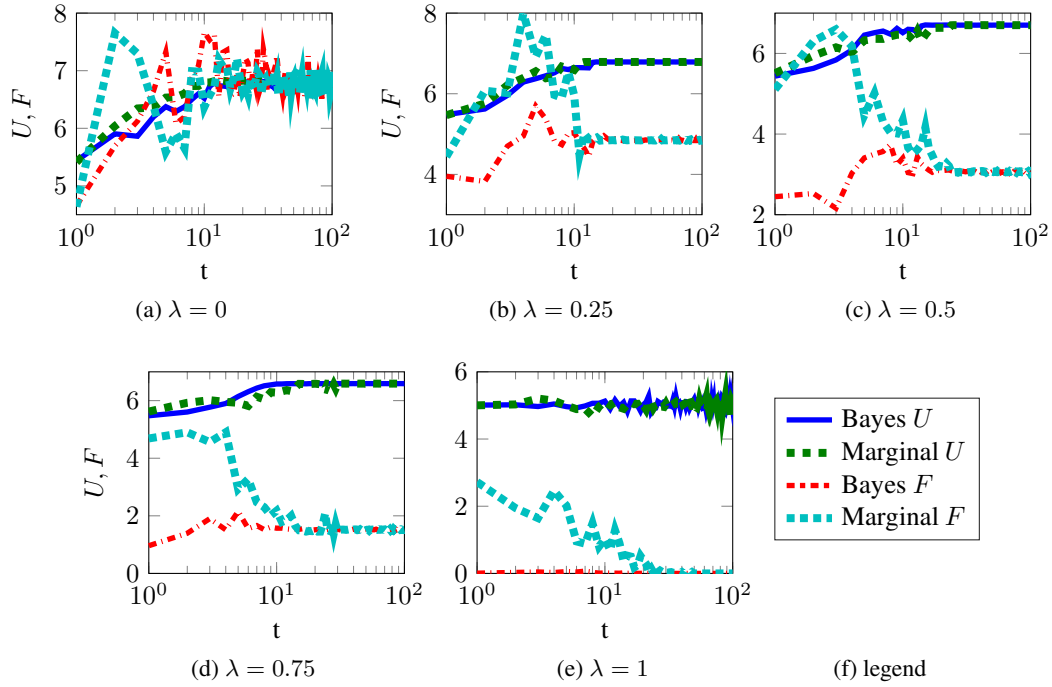 8
7
6
5
U, F
10^0 10^1 10^2
t
(a) λ = 0
8
6
4
U, F
10^0 10^1 10^2
t
(b) λ = 0.25
6
4
2
10^0 10^1 10^2
t
(c) λ = 0.5
6
4
2
0
U, F
10^0 10^1 10^2
t
(d) λ = 0.75
6
4
2
0
10^0 10^1 10^2
t
(e) λ = 1
Bayes U
Marginal U
Bayes F
Marginal F
(f) legend